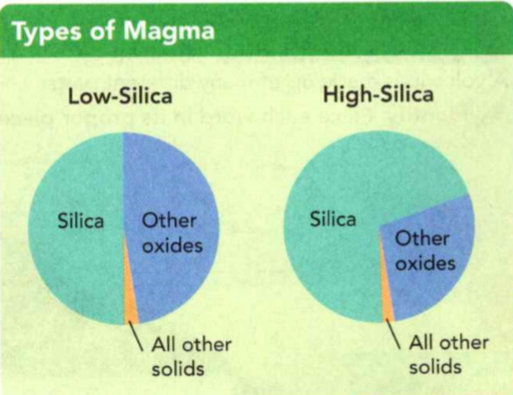 Types of Magma
Low-Silica
High-Silica
Silica
Other
oxides
All other
solids
Silica
Other
oxides
All other
solids